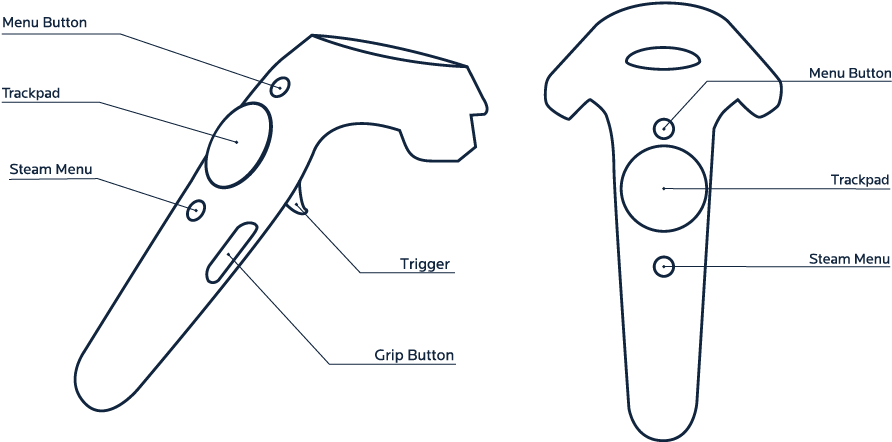 Menu Button
Trackpad
Steam Menu
Trigger
Grip Button
Menu Button
Trackpad
Steam Menu